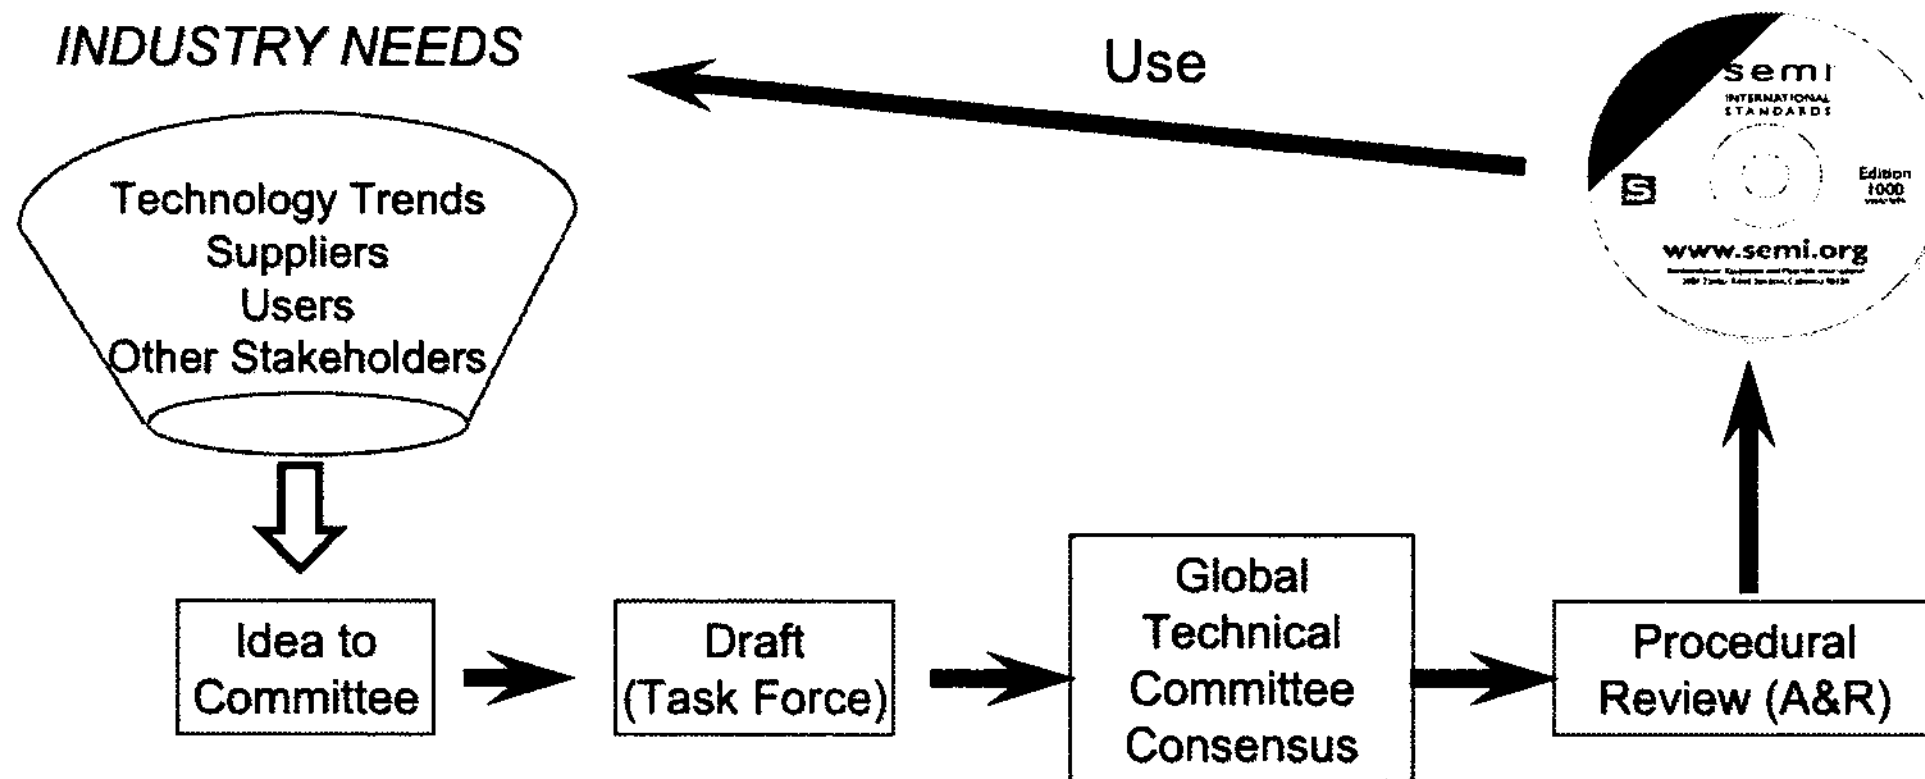 INDUSTRY NEEDS
Use
Technology Trends
Suppliers
Users
Other Stakeholders
semi
INTERNATIONAL
STANDARDS
S
Edition
1000
www.semi.org
Idea to
Committee
Draft
(Task Force)
Global
Technical
Committee
Consensus
Procedural
Review (A&R)